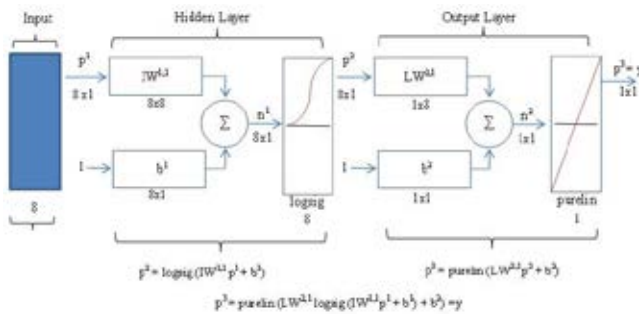 Input
Hidden Layer
Output Layer
p¹
IW¹,¹
p²
LW²,¹
p³ = y
8x1
8x8
8x1
1x8
1x1
Σ
n¹
8x1
Σ
n²
1x1
1
b¹
1
b²
8x1
1x1
logsig
8
purelin
1
8
p² = logsig (IW¹,¹ p¹ + b¹)
p³ = purelin (LW²,¹ p² + b²)
p³ = purelin (LW²,¹ logsig (IW¹,¹ p¹ + b¹) + b²) = y